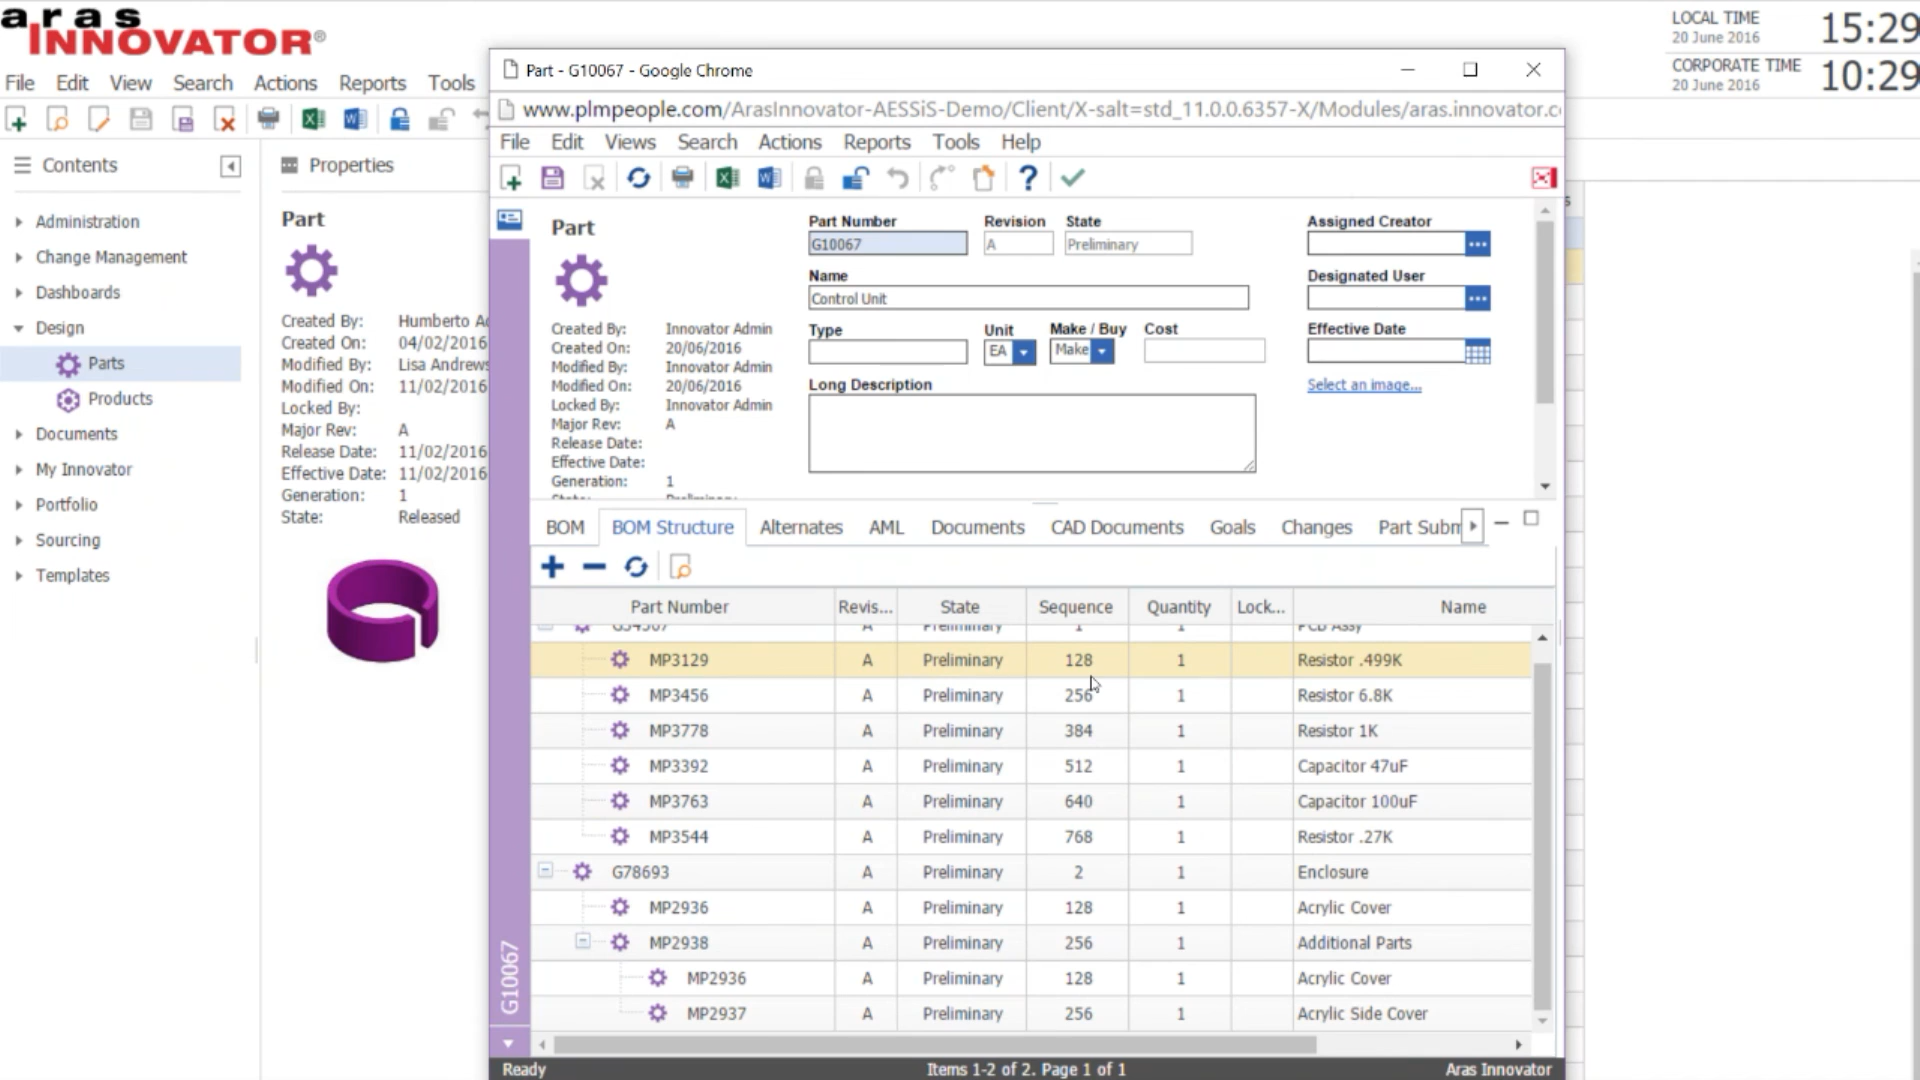 aras
INNOVATOR®
LOCAL TIME
20 June 2016
15:29
CORPORATE TIME
20 June 2016
10:29
File Edit View Search Actions Reports Tools
Contents
Administration
Change Management
Dashboards
Design
Parts
Products
Documents
My Innovator
Portfolio
Sourcing
Templates
Properties
Part
Created By: Humberto
Created On: 04/02/2016
Modified By: Lisa Andrews
Modified On: 11/02/2016
Locked By:
Major Rev: A
Release Date: 11/02/2016
Effective Date: 11/02/2016
Generation: 1
State: Released
Part - G10067 - Google Chrome
www.plmpeople.com/ArasInnovator-AESSiS-Demo/Client/X-salt=std_11.0.0.6357-X/Modules/aras.innovator.c
File Edit Views Search Actions Reports Tools Help
Part
Created By: Innovator Admin
Created On: 20/06/2016
Modified By: Innovator Admin
Modified On: 20/06/2016
Locked By: Innovator Admin
Major Rev: A
Release Date:
Effective Date:
Generation: 1
State: Preliminary
Part Number Revision State
G10067 A Preliminary
Name
Control Unit
Type Unit Make / Buy Cost
EA Make
Long Description
Assigned Creator
Designated User
Effective Date
Select an image...
BOM BOM Structure Alternates AML Documents CAD Documents Goals Changes Part Subm
Part Number Revis... State Sequence Quantity Lock... Name
A Preliminary 1 1 PCB Assy
MP3129 A Preliminary 128 1 Resistor .499K
MP3456 A Preliminary 256 1 Resistor 6.8K
MP3778 A Preliminary 384 1 Resistor 1K
MP3392 A Preliminary 512 1 Capacitor 47uF
MP3763 A Preliminary 640 1 Capacitor 100uF
MP3544 A Preliminary 768 1 Resistor .27K
G78693 A Preliminary 2 1 Enclosure
MP2936 A Preliminary 128 1 Acrylic Cover
MP2938 A Preliminary 256 1 Additional Parts
MP2936 A Preliminary 128 1 Acrylic Cover
MP2937 A Preliminary 256 1 Acrylic Side Cover
G10067
Ready Items 1-2 of 2. Page 1 of 1 Aras Innovator